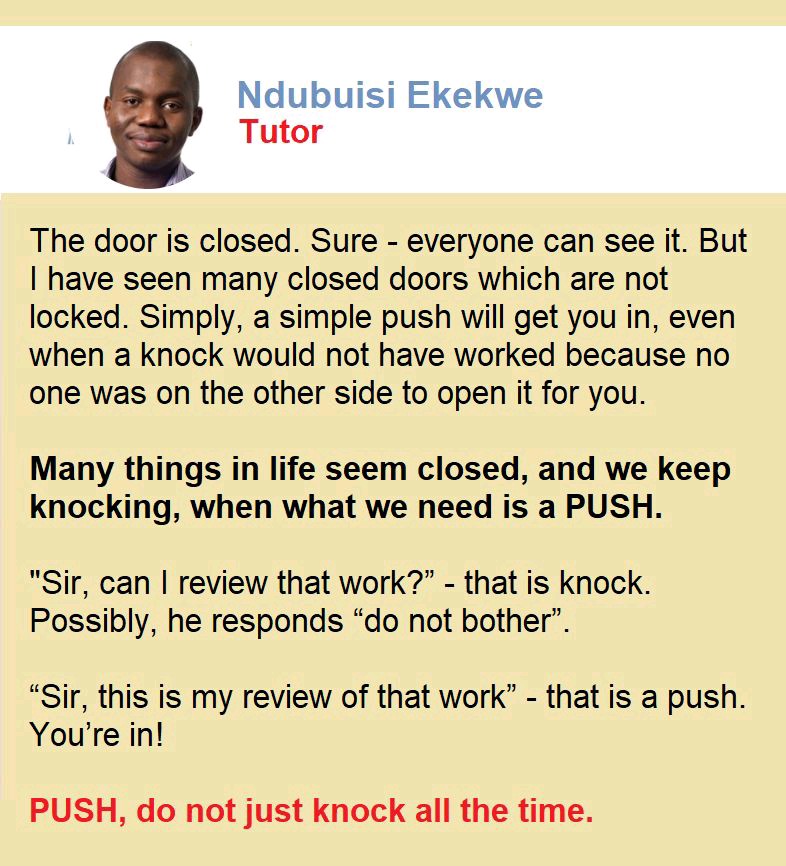 Ndubuisi Ekekwe
Tutor
The door is closed. Sure - everyone can see it. But
I have seen many closed doors which are not
locked. Simply, a simple push will get you in, even
when a knock would not have worked because no
one was on the other side to open it for you.
Many things in life seem closed, and we keep
knocking, when what we need is a PUSH.
"Sir, can I review that work?” - that is knock.
Possibly, he responds “do not bother”.
“Sir, this is my review of that work” - that is a push.
You’re in!
PUSH, do not just knock all the time.